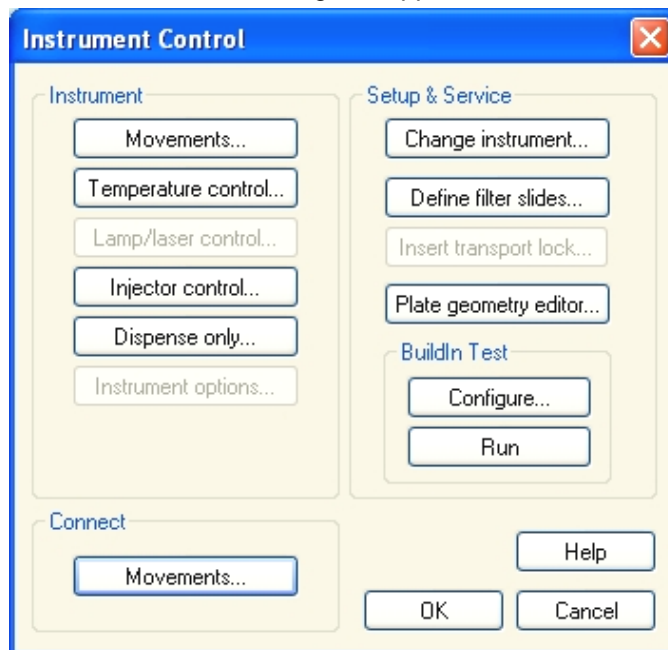 Instrument Control
Instrument
Movements...
Temperature control...
Lamp/laser control...
Injector control...
Dispense only...
Instrument options...
Setup & Service
Change instrument...
Define filter slides...
Insert transport lock...
Plate geometry editor...
BuildIn Test
Configure...
Run
Connect
Movements...
Help
OK
Cancel